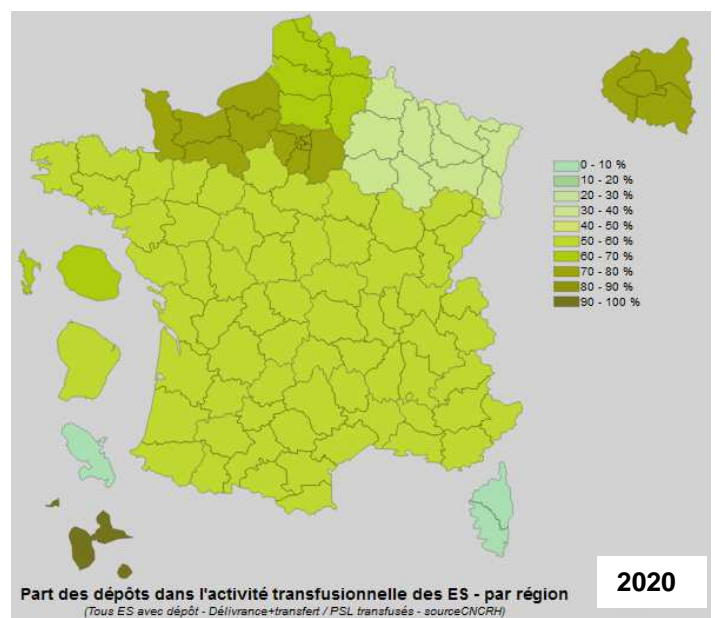 0 - 10 %
10 - 20 %
20 - 30 %
30 - 40 %
40 - 50 %
50 - 60 %
60 - 70 %
70 - 80 %
80 - 90 %
90 - 100 %
2020
Part des dépôts dans l'activité transfusionnelle des ES - par région
(Tous ES avec dépôt - Délivrance+transfert / PSL transfusés - sourceCNCRH)